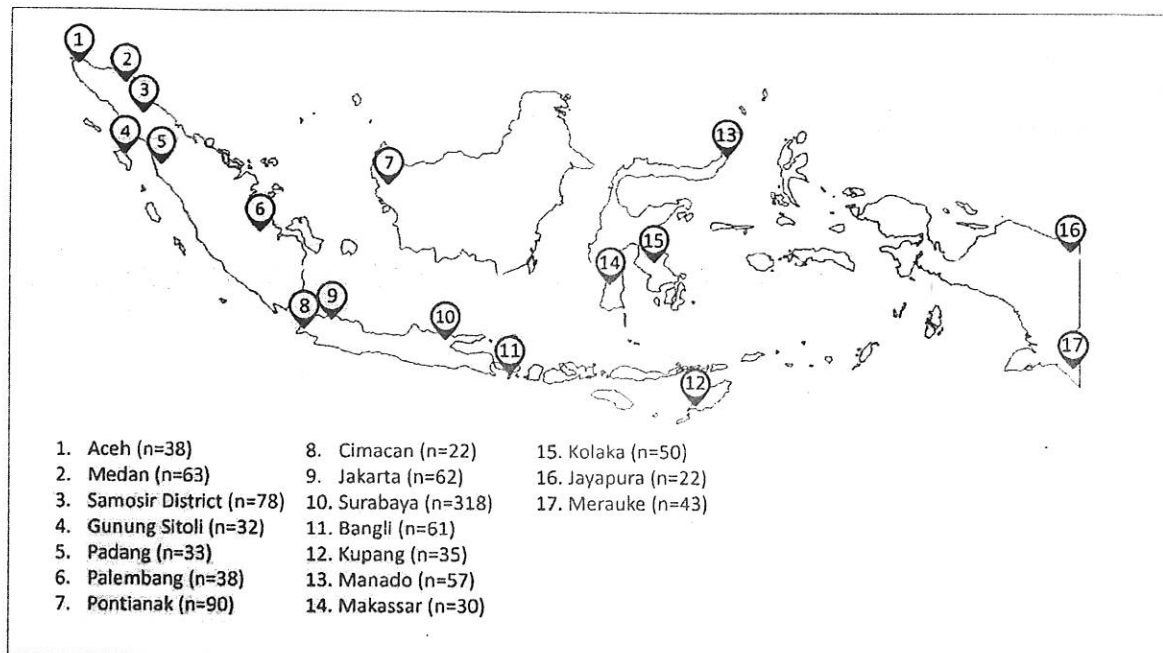 1
2
3
4
5
6
7
8
9
10
11
12
13
14
15
16
17
1. Aceh (n=38)
2. Medan (n=63)
3. Samosir District (n=78)
4. Gunung Sitoli (n=32)
5. Padang (n=33)
6. Palembang (n=38)
7. Pontianak (n=90)
8. Cimacan (n=22)
9. Jakarta (n=62)
10. Surabaya (n=318)
11. Bangli (n=61)
12. Kupang (n=35)
13. Manado (n=57)
14. Makassar (n=30)
15. Kolaka (n=50)
16. Jayapura (n=22)
17. Merauke (n=43)